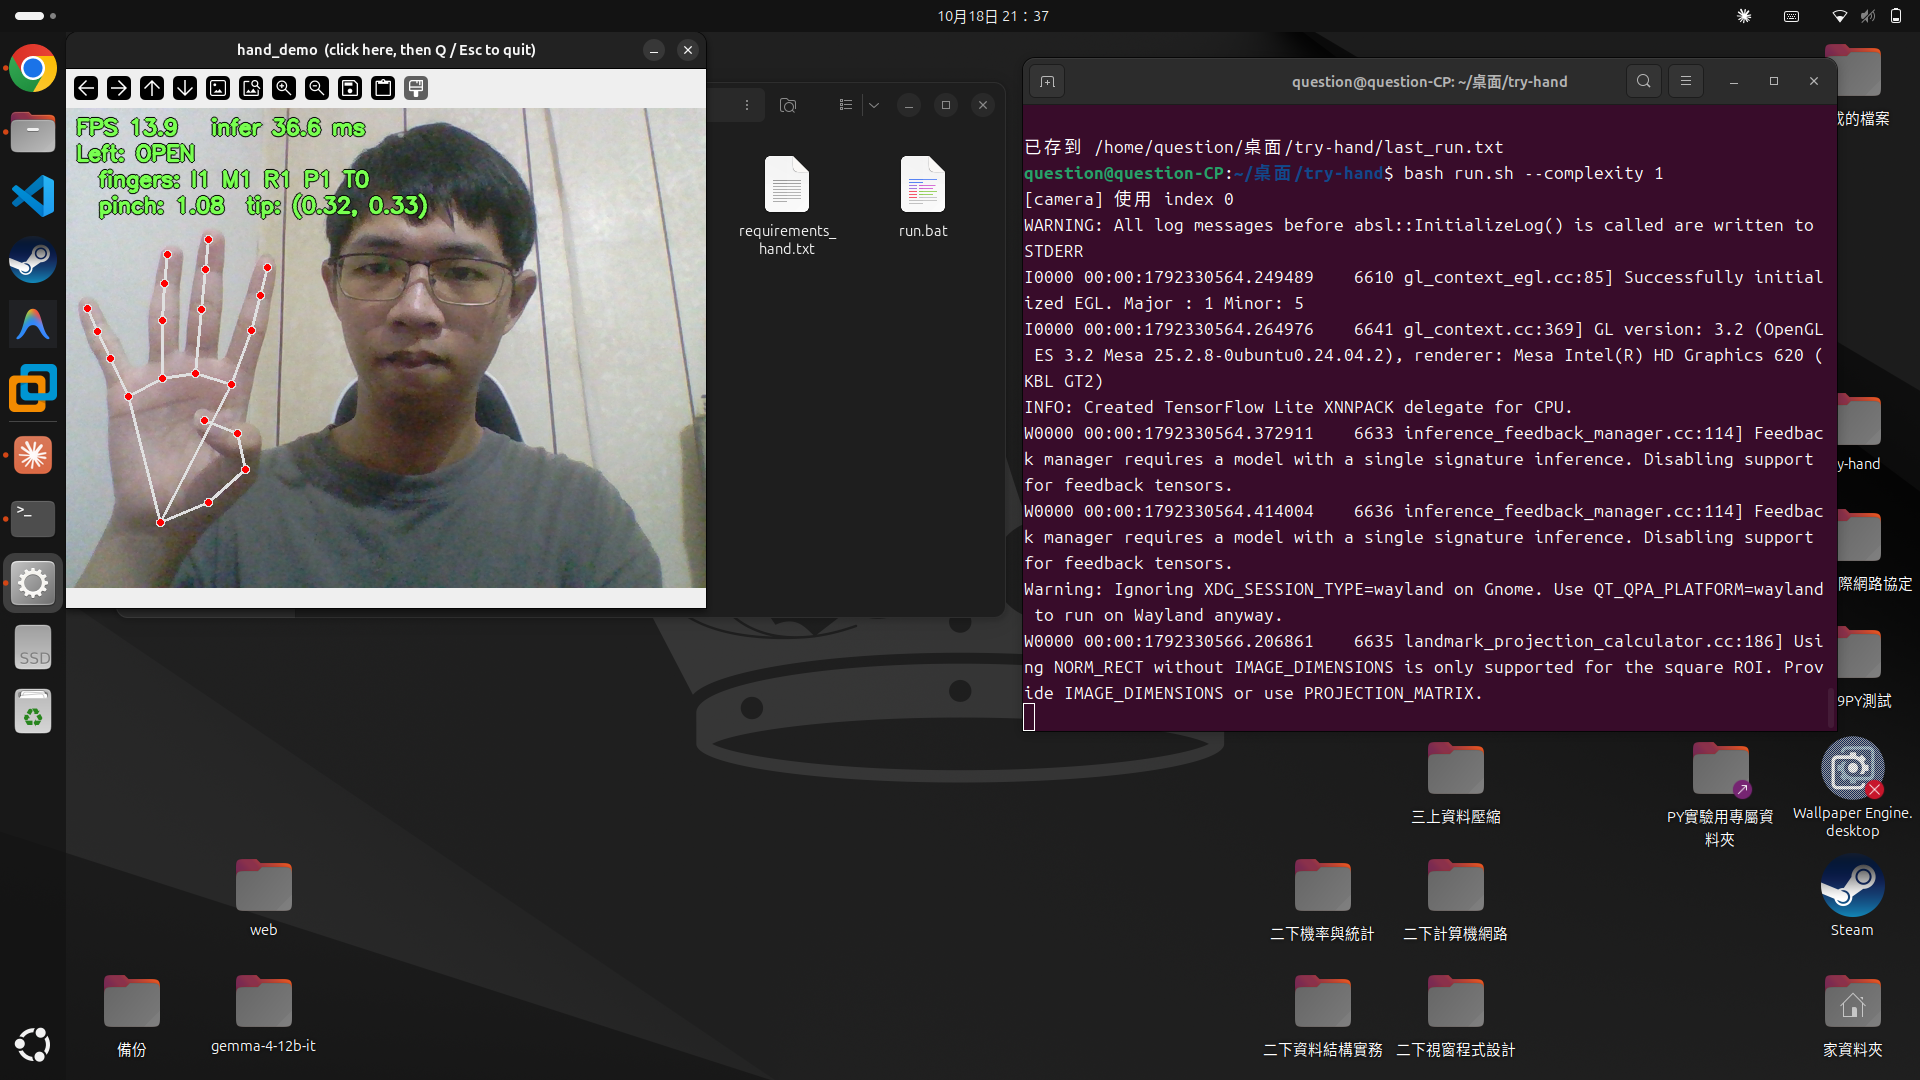 10月18日 21：37
hand_demo (click here, then Q / Esc to quit)
FPS 13.9 infer 36.6 ms
Left: OPEN
fingers: I1 M1 R1 P1 T0
pinch: 1.08 tip: (0.32, 0.33)
requirements_
hand.txt
run.bat
question@question-CP: ~/桌面/try-hand
已存到 /home/question/桌面/try-hand/last_run.txt
question@question-CP:~/桌面/try-hand$ bash run.sh --complexity 1
[camera] 使用 index 0
WARNING: All log messages before absl::InitializeLog() is called are written to
STDERR
I0000 00:00:1792330564.249489    6610 gl_context_egl.cc:85] Successfully initial
ized EGL. Major : 1 Minor: 5
I0000 00:00:1792330564.264976    6641 gl_context.cc:369] GL version: 3.2 (OpenGL
ES 3.2 Mesa 25.2.8-0ubuntu0.24.04.2), renderer: Mesa Intel(R) HD Graphics 620 (
KBL GT2)
INFO: Created TensorFlow Lite XNNPACK delegate for CPU.
W0000 00:00:1792330564.372911    6633 inference_feedback_manager.cc:114] Feedbac
k manager requires a model with a single signature inference. Disabling support
for feedback tensors.
W0000 00:00:1792330564.414004    6636 inference_feedback_manager.cc:114] Feedbac
k manager requires a model with a single signature inference. Disabling support
for feedback tensors.
Warning: Ignoring XDG_SESSION_TYPE=wayland on Gnome. Use QT_QPA_PLATFORM=wayland
to run on Wayland anyway.
W0000 00:00:1792330566.206861    6635 landmark_projection_calculator.cc:186] Usi
ng NORM_RECT without IMAGE_DIMENSIONS is only supported for the square ROI. Prov
ide IMAGE_DIMENSIONS or use PROJECTION_MATRIX.
的檔案
y-hand
際網路協定
9PY測試
SSD
三上資料壓縮
PY實驗用專屬資
料夾
Wallpaper Engine.
desktop
web
二下機率與統計
二下計算機網路
Steam
備份
gemma-4-12b-it
二下資料結構實務
二下視窗程式設計
家資料夾